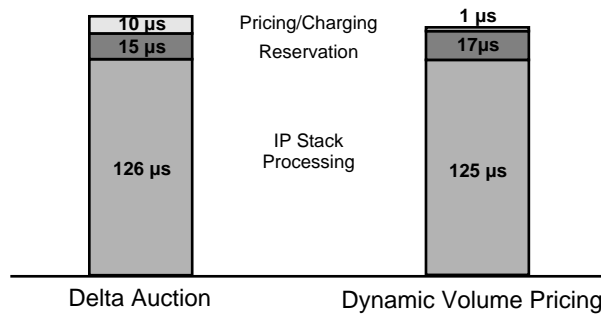 10 µs Pricing/Charging 1 µs
15 µs Reservation 17µs
IP Stack
Processing
126 µs 125 µs
Delta Auction Dynamic Volume Pricing